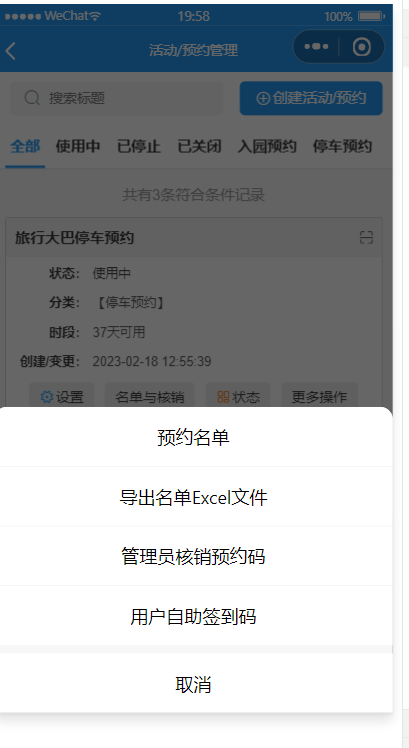 WeChat 19:58 100%
活动/预约管理
搜索标题 创建活动/预约
全部 使用中 已停止 已关闭 入园预约 停车预约
共有3条符合条件记录
旅行大巴停车预约
状态： 使用中
分类： 【停车预约】
时段： 37天可用
创建/变更： 2023-02-18 12:55:39
设置 名单与核销 状态 更多操作
预约名单
导出名单Excel文件
管理员核销预约码
用户自助签到码
取消